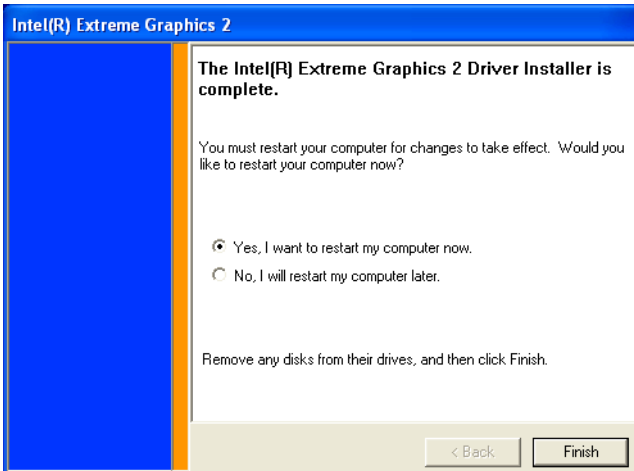 Intel(R) Extreme Graphics 2
The Intel(R) Extreme Graphics 2 Driver Installer is
complete.
You must restart your computer for changes to take effect. Would you
like to restart your computer now?
Yes, I want to restart my computer now.
No, I will restart my computer later.
Remove any disks from their drives, and then click Finish.
< Back
Finish